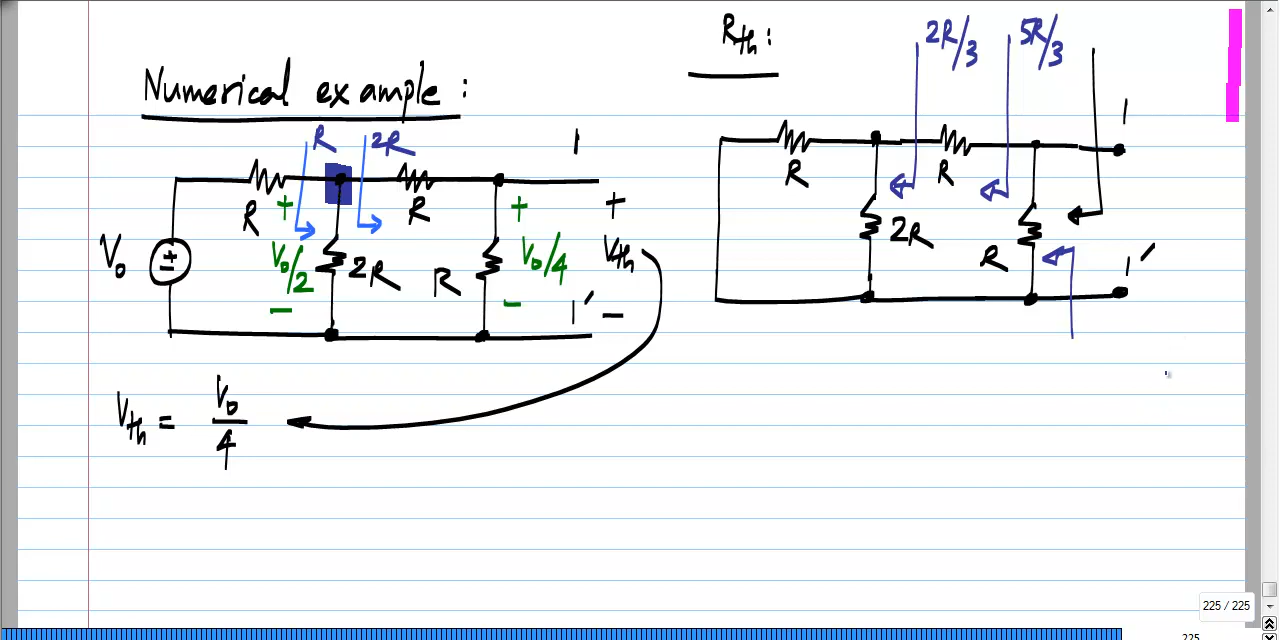 Numerical example :
R 2R 1
R + R + +
V₀ V₀/2 2R R V₀/4 Vth
− − 1′ −
Vth = V₀/4
Rth :
2R/3 5R/3
1
R R
2R R
1′
225 / 225
225